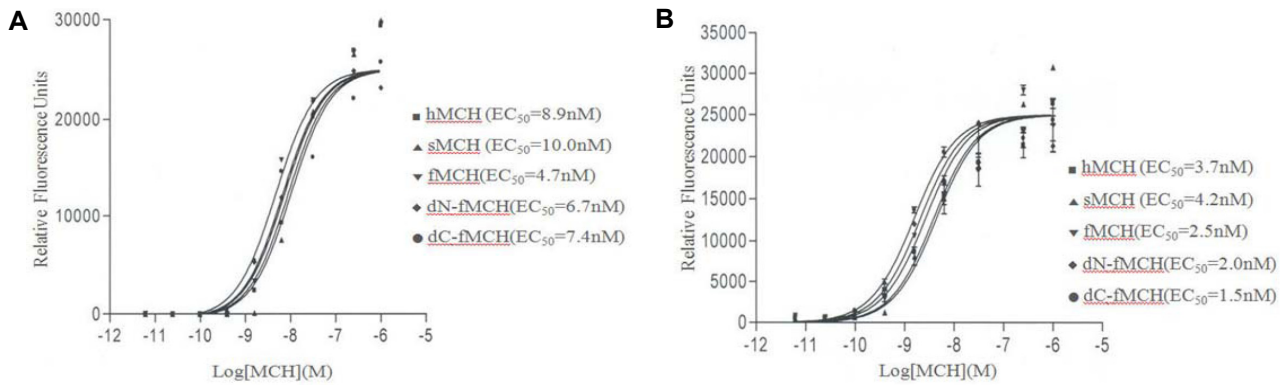 A
Relative Fluorescence Units
30000
20000
10000
0
-12 -11 -10 -9 -8 -7 -6 -5
Log[MCH](M)
hMCH (EC50=8.9nM)
sMCH (EC50=10.0nM)
fMCH(EC50=4.7nM)
dN-fMCH(EC50=6.7nM)
dC-fMCH(EC50=7.4nM)
B
Relative Fluorescence Units
35000
30000
25000
20000
15000
10000
5000
0
-12 -11 -10 -9 -8 -7 -6 -5
Log[MCH](M)
hMCH (EC50=3.7nM)
sMCH (EC50=4.2nM)
fMCH(EC50=2.5nM)
dN-fMCH(EC50=2.0nM)
dC-fMCH(EC50=1.5nM)